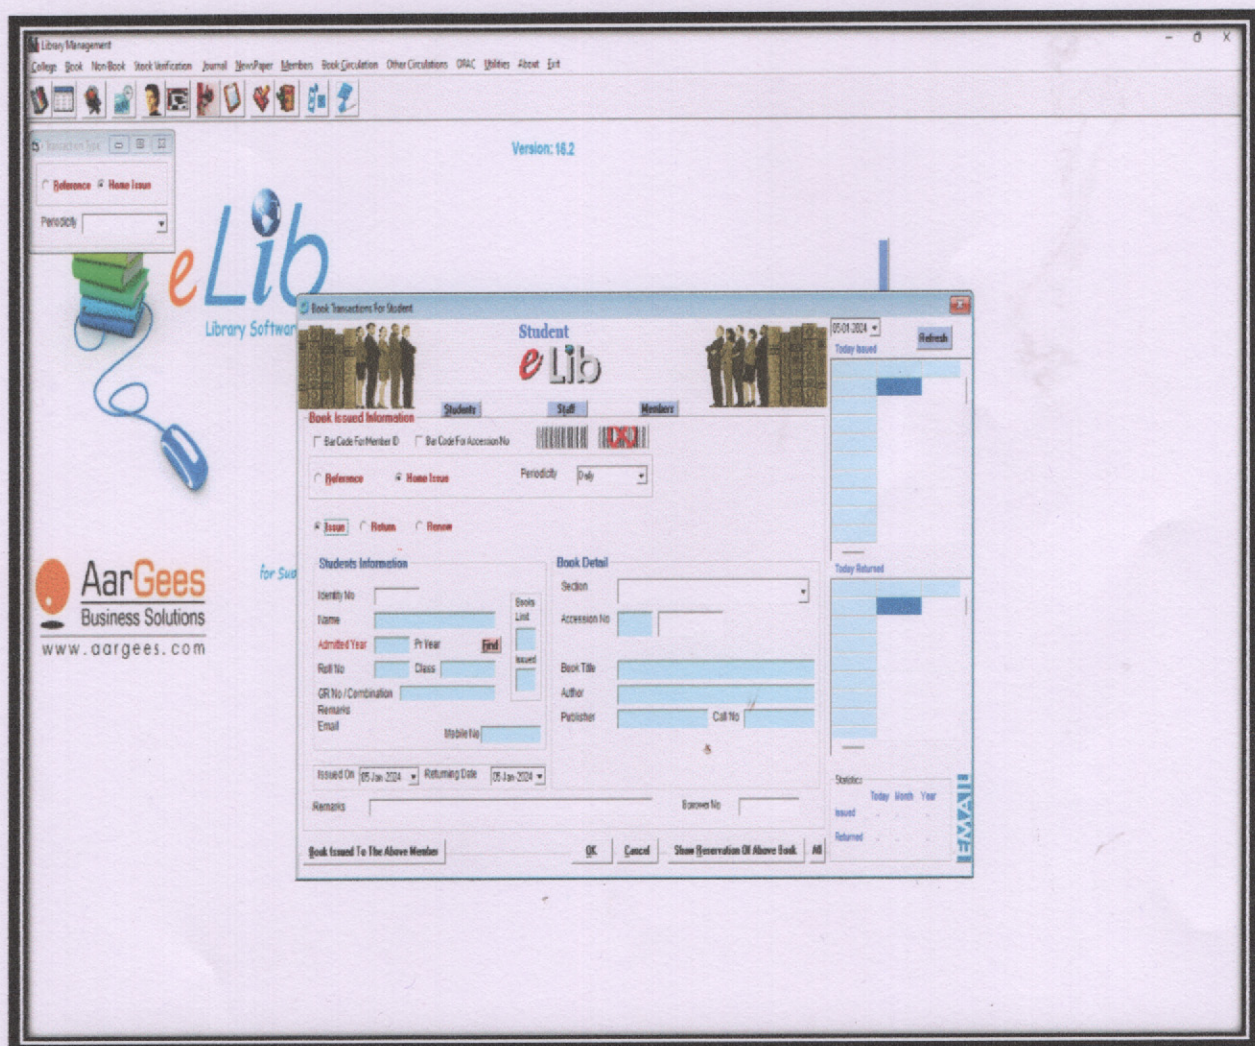 Library Management
College Book Non-Book Stock Verification Journal NewsPaper Members Book Circulation Other Circulations OPAC Utilities About Exit
Transaction Type
Reference Home Issue
Periodicity
Version: 16.2
eLib
Library Softwar
AarGees
Business Solutions
www.aargees.com
for Suc
Book Transactions For Student
Student
eLib
Students Staff Members
Book Issued Information
Bar Code For Member ID Bar Code For Accession No
Reference Home Issue Periodicity Daily
Issue Return Renew
Students Information
Identity No
Name
Books Limit
Admitted Year Pr Year Find
Issued
Roll No Class
GR No / Combination
Remarks
Email
Mobile No
Book Detail
Section
Accession No
Book Title
Author
Publisher Call No
Issued On 05-Jan-2024 Returning Date 05-Jan-2024
Remarks Borrower No
Book Issued To The Above Member OK Cancel Show Reservation Of Above Book All
05-01-2024 Refresh
Today Issued
Today Returned
Statistics
Today Month Year
Issued - - -
Returned - - -
EMAIL